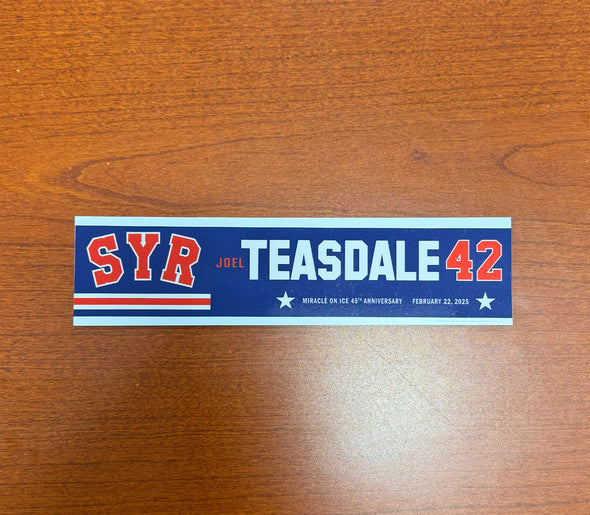 SYR JOEL TEASDALE 42
MIRACLE ON ICE 45TH ANNIVERSARY FEBRUARY 22, 2025